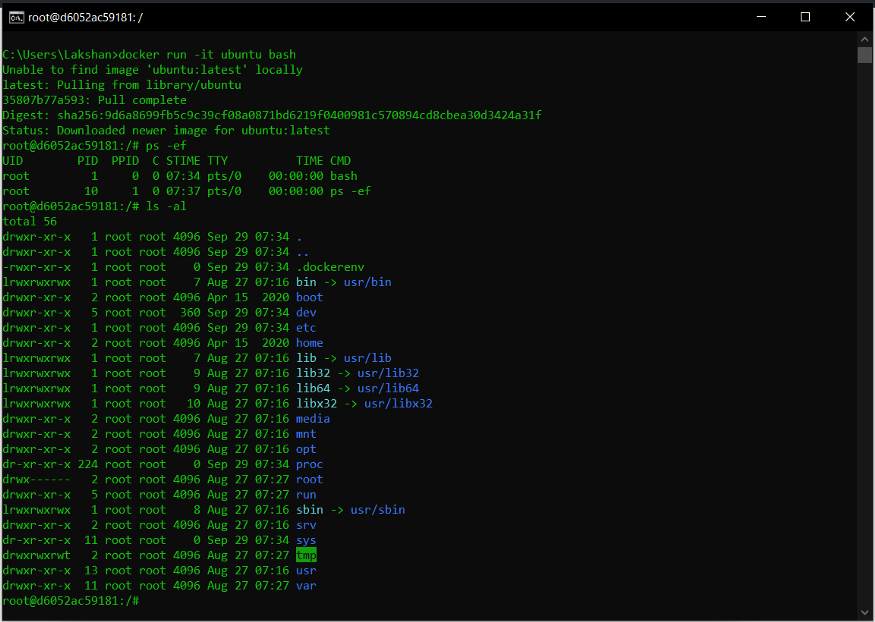 root@d6052ac59181: /
C:\Users\Lakshan>docker run -it ubuntu bash
Unable to find image 'ubuntu:latest' locally
latest: Pulling from library/ubuntu
35807b77a593: Pull complete
Digest: sha256:9d6a8699fb5c9c39cf08a0871bd6219f0400981c570894cd8cbea30d3424a31f
Status: Downloaded newer image for ubuntu:latest
root@d6052ac59181:/# ps -ef
UID        PID  PPID  C STIME TTY          TIME CMD
root         1     0  0 07:34 pts/0    00:00:00 bash
root        10     1  0 07:37 pts/0    00:00:00 ps -ef
root@d6052ac59181:/# ls -al
total 56
drwxr-xr-x   1 root root 4096 Sep 29 07:34 .
drwxr-xr-x   1 root root 4096 Sep 29 07:34 ..
-rwxr-xr-x   1 root root    0 Sep 29 07:34 .dockerenv
lrwxrwxrwx   1 root root    7 Aug 27 07:16 bin -> usr/bin
drwxr-xr-x   2 root root 4096 Apr 15  2020 boot
drwxr-xr-x   5 root root  360 Sep 29 07:34 dev
drwxr-xr-x   1 root root 4096 Sep 29 07:34 etc
drwxr-xr-x   2 root root 4096 Apr 15  2020 home
lrwxrwxrwx   1 root root    7 Aug 27 07:16 lib -> usr/lib
lrwxrwxrwx   1 root root    9 Aug 27 07:16 lib32 -> usr/lib32
lrwxrwxrwx   1 root root    9 Aug 27 07:16 lib64 -> usr/lib64
lrwxrwxrwx   1 root root   10 Aug 27 07:16 libx32 -> usr/libx32
drwxr-xr-x   2 root root 4096 Aug 27 07:16 media
drwxr-xr-x   2 root root 4096 Aug 27 07:16 mnt
drwxr-xr-x   2 root root 4096 Aug 27 07:16 opt
dr-xr-xr-x 224 root root    0 Sep 29 07:34 proc
drwx------   2 root root 4096 Aug 27 07:27 root
drwxr-xr-x   5 root root 4096 Aug 27 07:27 run
lrwxrwxrwx   1 root root    8 Aug 27 07:16 sbin -> usr/sbin
drwxr-xr-x   2 root root 4096 Aug 27 07:16 srv
dr-xr-xr-x  11 root root    0 Sep 29 07:34 sys
drwxrwxrwt   2 root root 4096 Aug 27 07:27 tmp
drwxr-xr-x  13 root root 4096 Aug 27 07:16 usr
drwxr-xr-x  11 root root 4096 Aug 27 07:27 var
root@d6052ac59181:/#